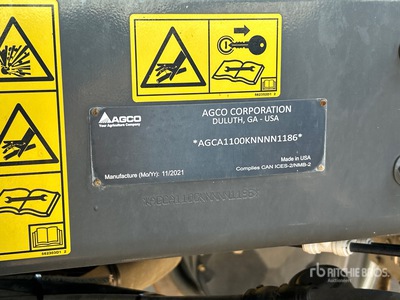 AGCO
Your Agriculture Company
AGCO CORPORATION
DULUTH, GA - USA
*AGCA1100KNNNN1186*
Made in USA
Manufacture (Mo/Yr): 11/2021
Complies CAN ICES-2/NMB-2
rb RITCHIE BROS.
Auctioneers